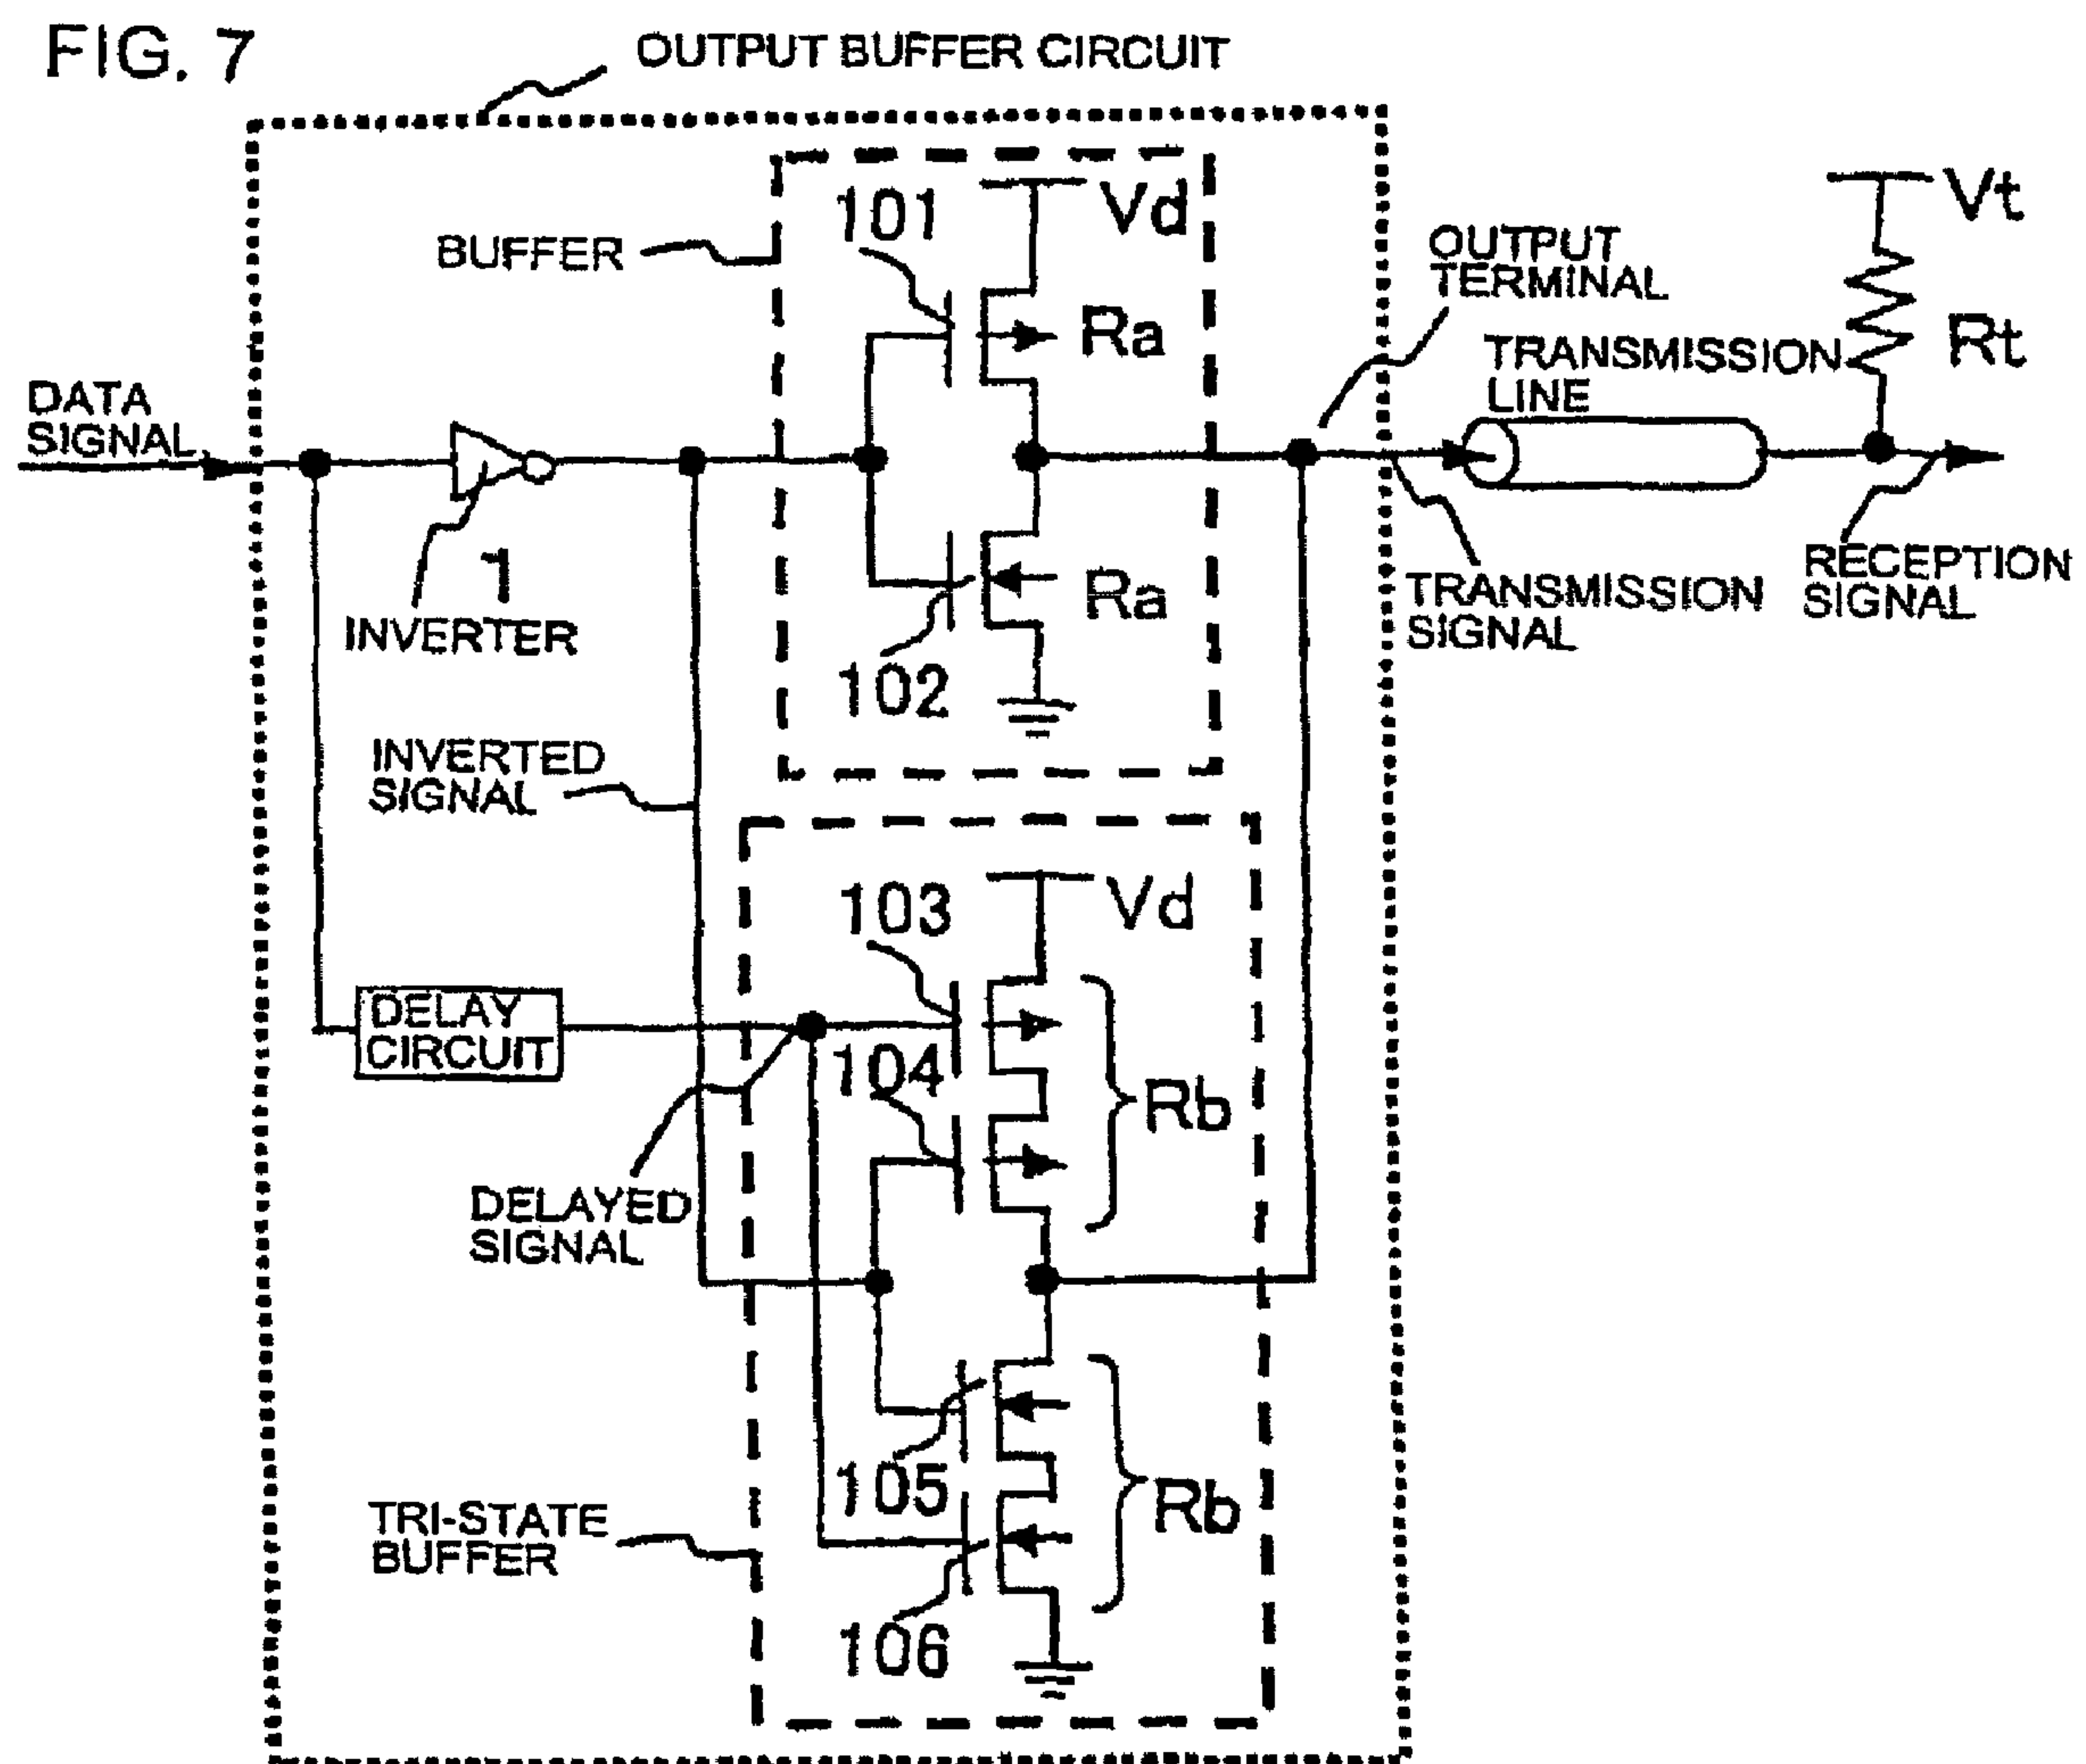 FIG. 7
OUTPUT BUFFER CIRCUIT
BUFFER
101
Vd
Ra
OUTPUT
TERMINAL
Vt
Rt
TRANSMISSION
LINE
DATA
SIGNAL
1
INVERTER
Ra
102
TRANSMISSION
SIGNAL
RECEPTION
SIGNAL
INVERTED
SIGNAL
103
Vd
DELAY
CIRCUIT
104
Rb
DELAYED
SIGNAL
105
Rb
TRI-STATE
BUFFER
106